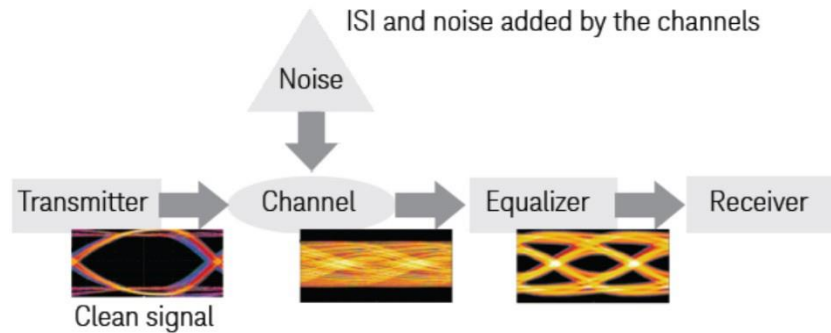 ISI and noise added by the channels
Noise
Transmitter
Channel
Equalizer
Receiver
Clean signal